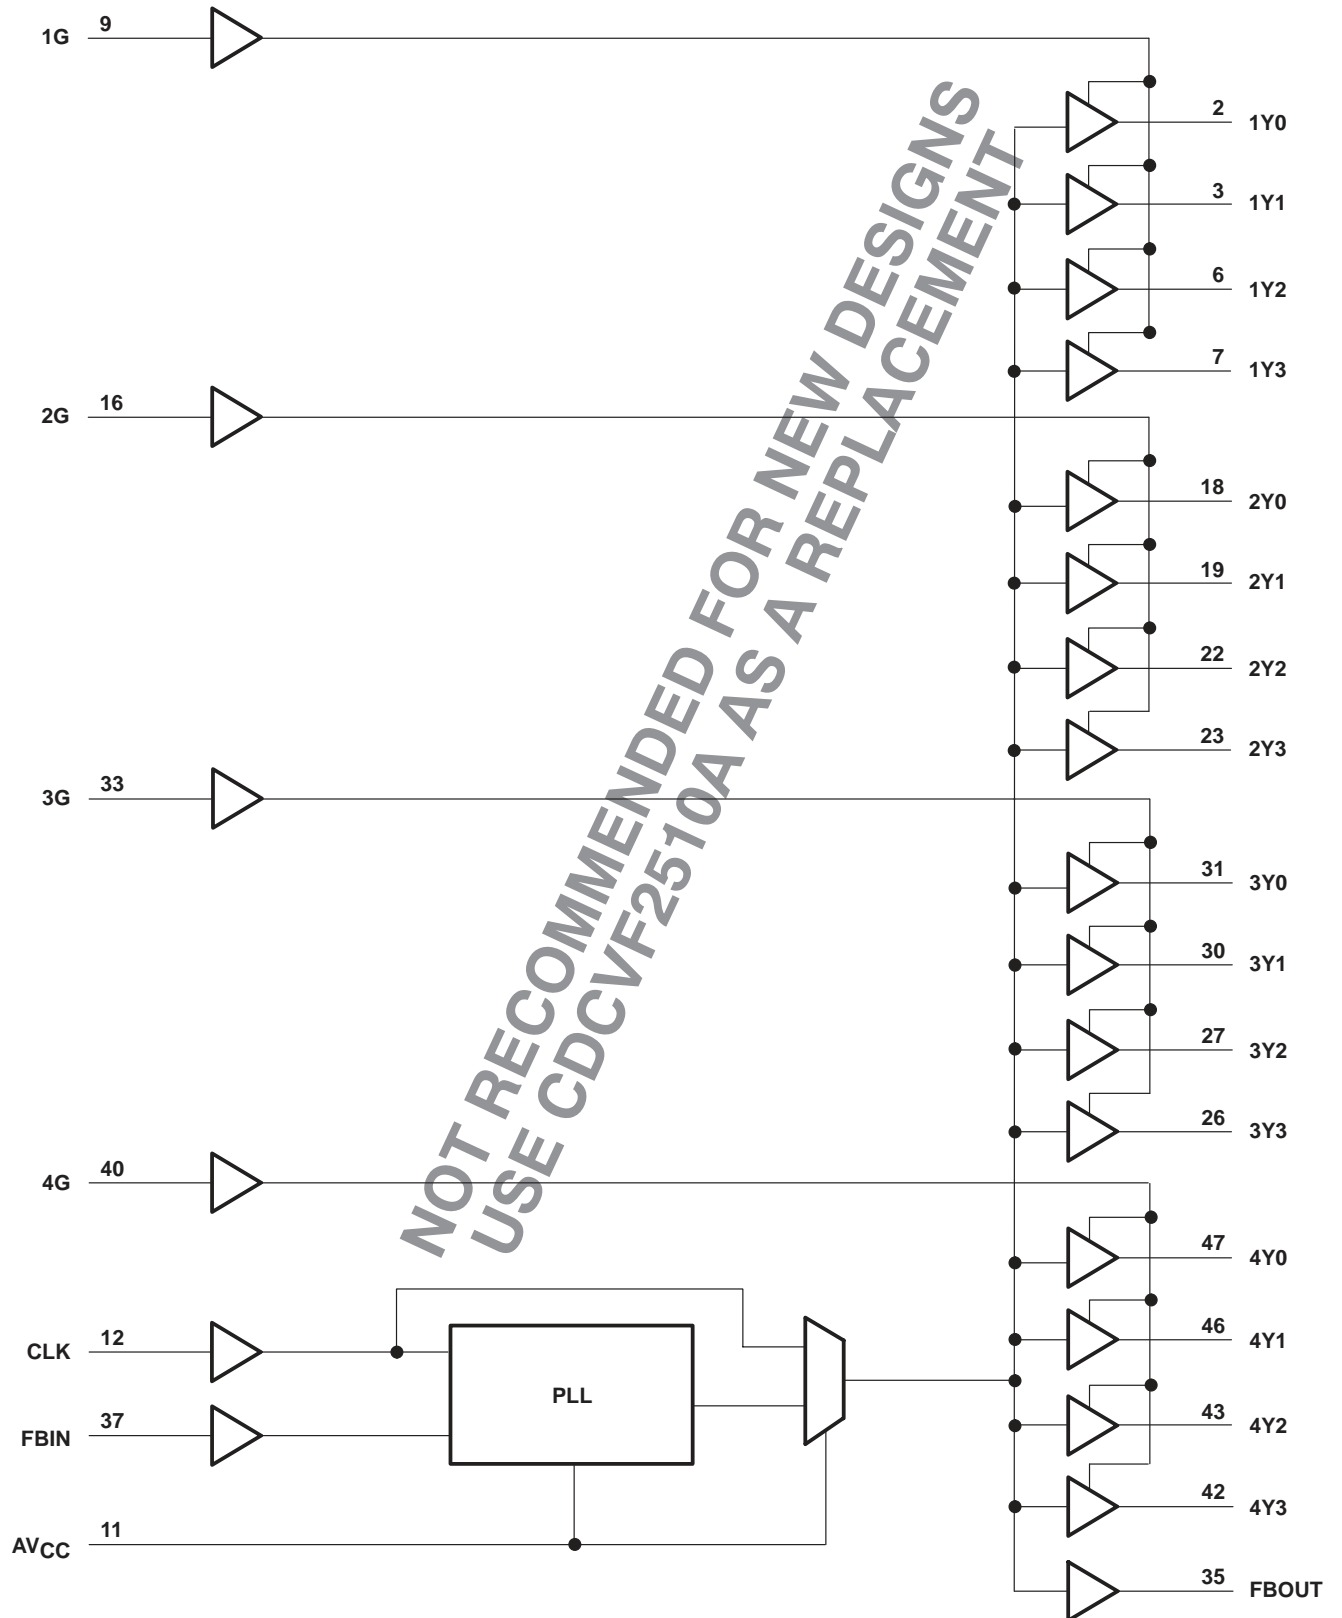 1G 9
2 1Y0
3 1Y1
6 1Y2
7 1Y3
2G 16
18 2Y0
19 2Y1
22 2Y2
23 2Y3
3G 33
31 3Y0
30 3Y1
27 3Y2
26 3Y3
4G 40
47 4Y0
46 4Y1
43 4Y2
42 4Y3
CLK 12
PLL
FBIN 37
AVCC 11
35 FBOUT
NOT RECOMMENDED FOR NEW DESIGNS
USE CDCVF2510A AS A REPLACEMENT